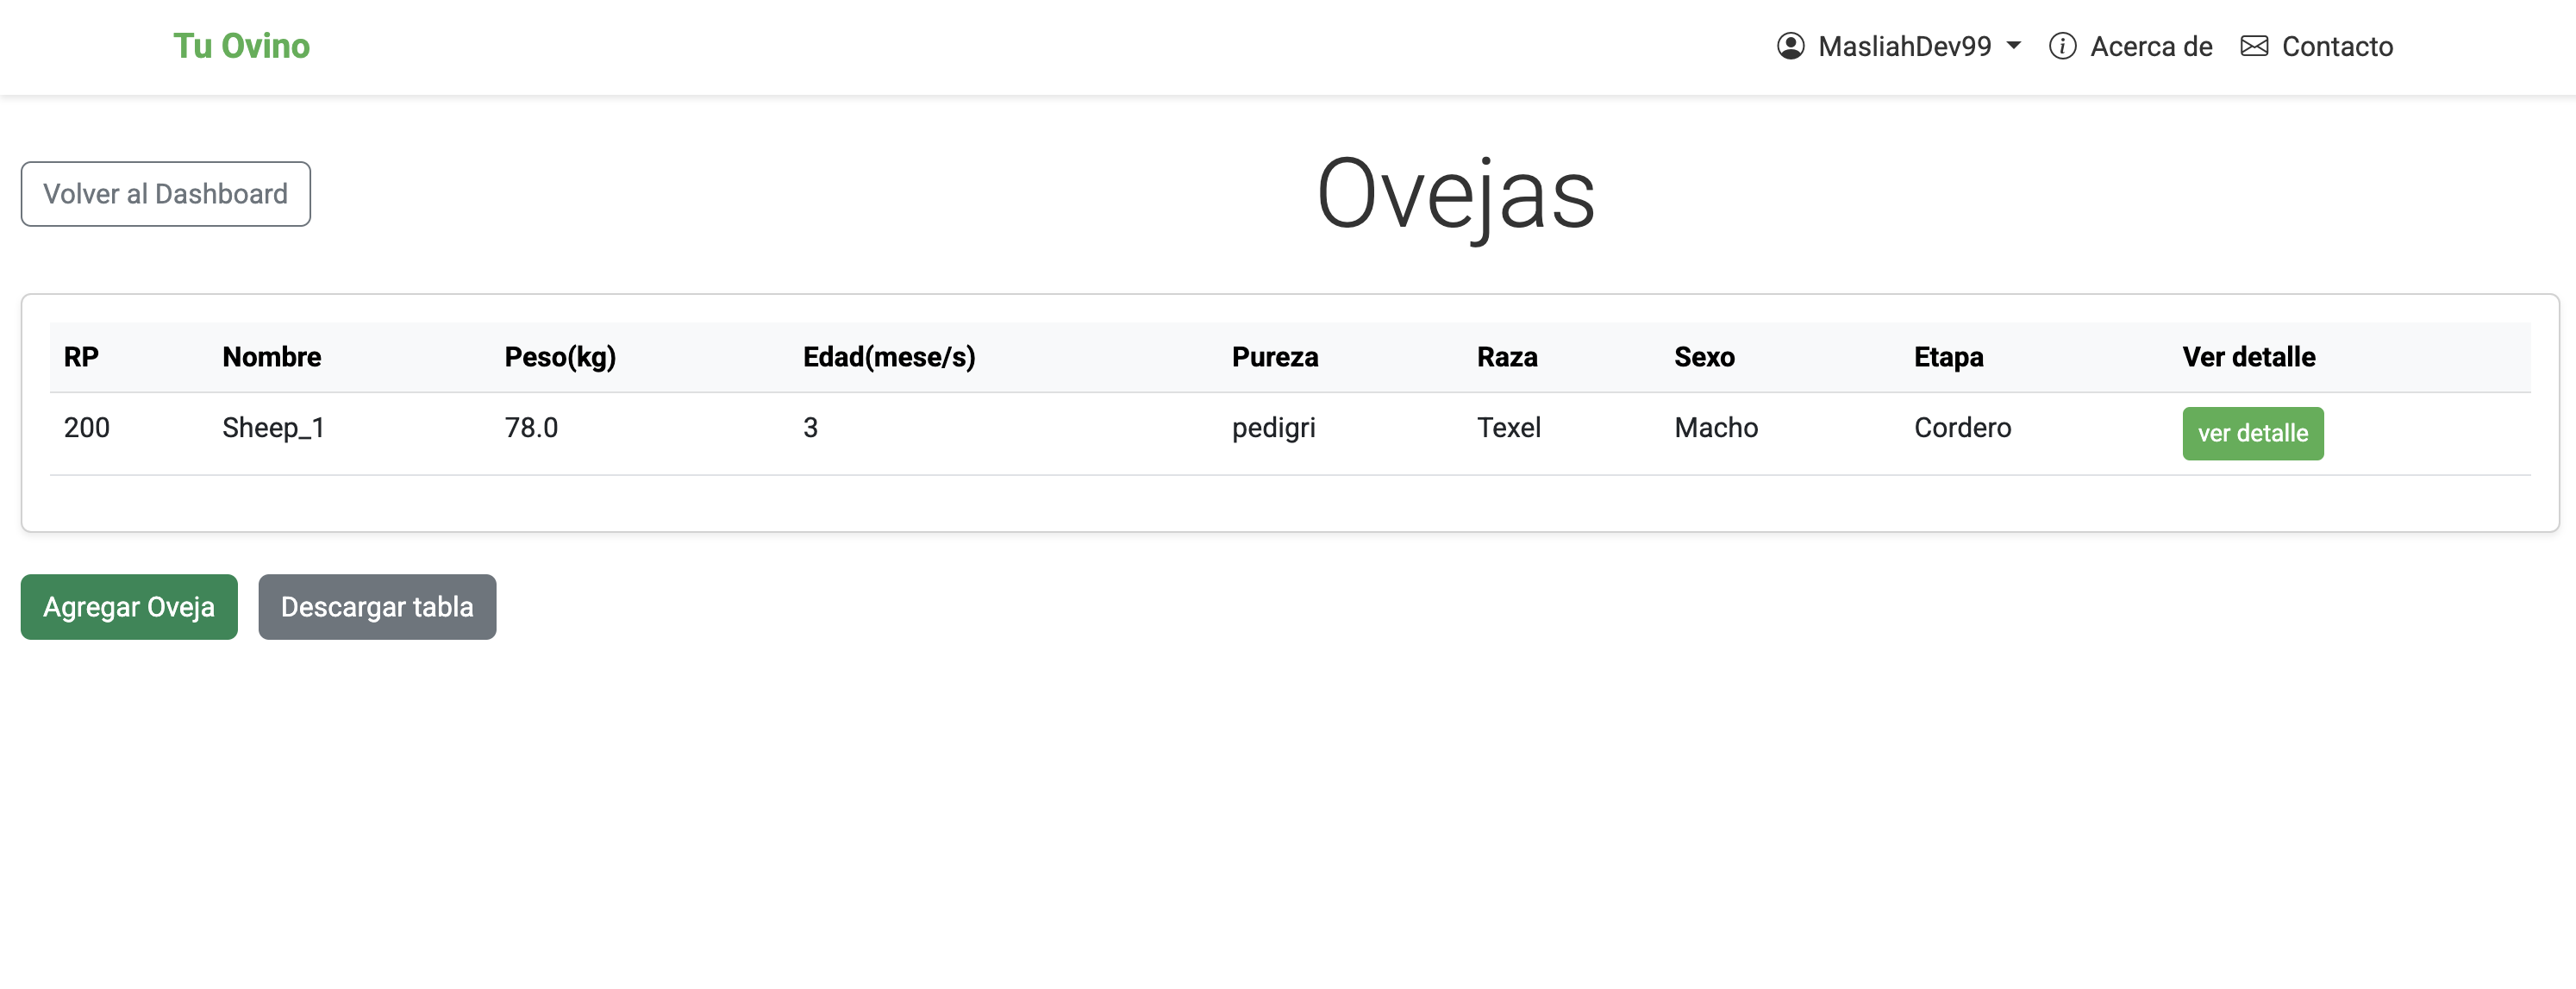 Tu Ovino
MasliahDev99 Acerca de Contacto
Volver al Dashboard
Ovejas
RP Nombre Peso(kg) Edad(mese/s) Pureza Raza Sexo Etapa Ver detalle
200 Sheep_1 78.0 3 pedigri Texel Macho Cordero ver detalle
Agregar Oveja Descargar tabla